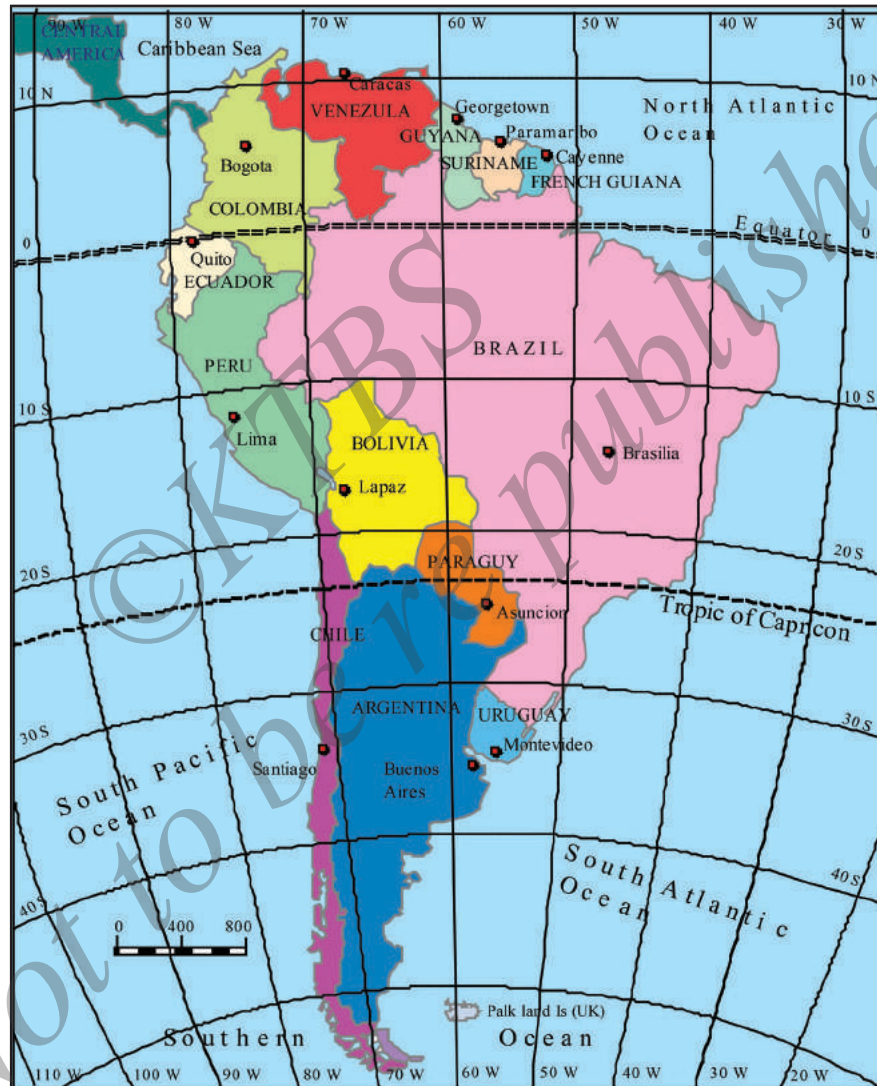 90 W
80 W
70 W
60 W
50 W
40 W
30 W
CENTRAL
AMERICA
Caribbean Sea
10 N
10 N
Caracas
VENEZULA
Georgetown
North Atlantic
Ocean
GUYANA
Paramaribo
SURINAME
Cayenne
FRENCH GUIANA
Bogota
COLOMBIA
Equator
0
0
Quito
ECUADOR
PERU
BRAZIL
10 S
10 S
Lima
BOLIVIA
Brasilia
Lapaz
20 S
20 S
PARAGUY
Asuncion
Tropic of Capricon
CHILE
ARGENTINA
URUGUAY
30 S
30 S
Santiago
Buenos
Aires
Montevideo
South Pacific
Ocean
South Atlantic
Ocean
40 S
40 S
0 400 800
Palk land Is (UK)
Southern Ocean
110 W
100 W
90 W
80 W
70 W
60 W
50 W
40 W
30 W
20 W
©KTBS
not to be republished